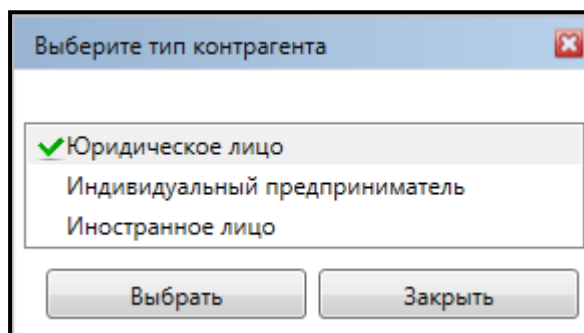 Выберите тип контрагента
Юридическое лицо
Индивидуальный предприниматель
Иностранное лицо
Выбрать Закрыть